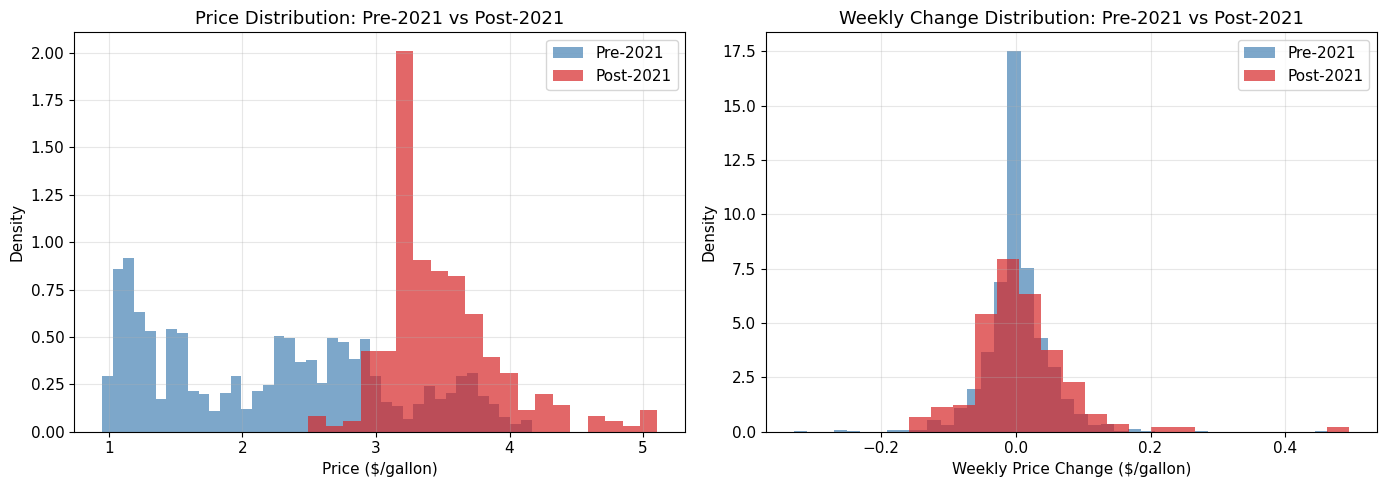 Price Distribution: Pre-2021 vs Post-2021
Pre-2021
Post-2021
2.00
1.75
1.50
1.25
1.00
0.75
0.50
0.25
0.00
Density
1 2 3 4 5
Price ($/gallon)
Weekly Change Distribution: Pre-2021 vs Post-2021
Pre-2021
Post-2021
17.5
15.0
12.5
10.0
7.5
5.0
2.5
0.0
Density
−0.2 0.0 0.2 0.4
Weekly Price Change ($/gallon)